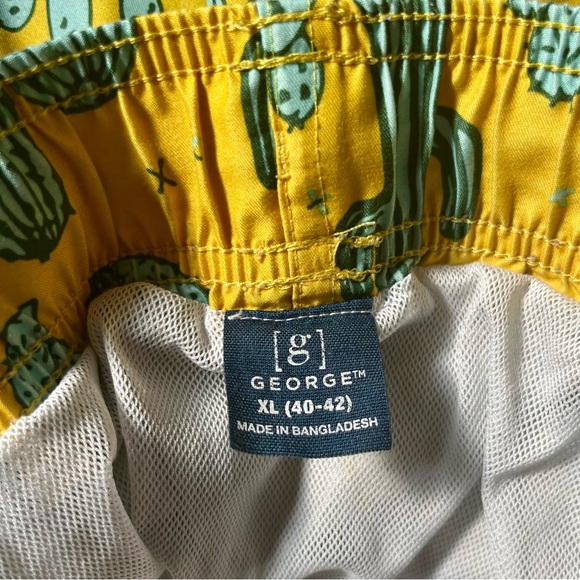 [g]
GEORGE™
XL (40-42)
MADE IN BANGLADESH